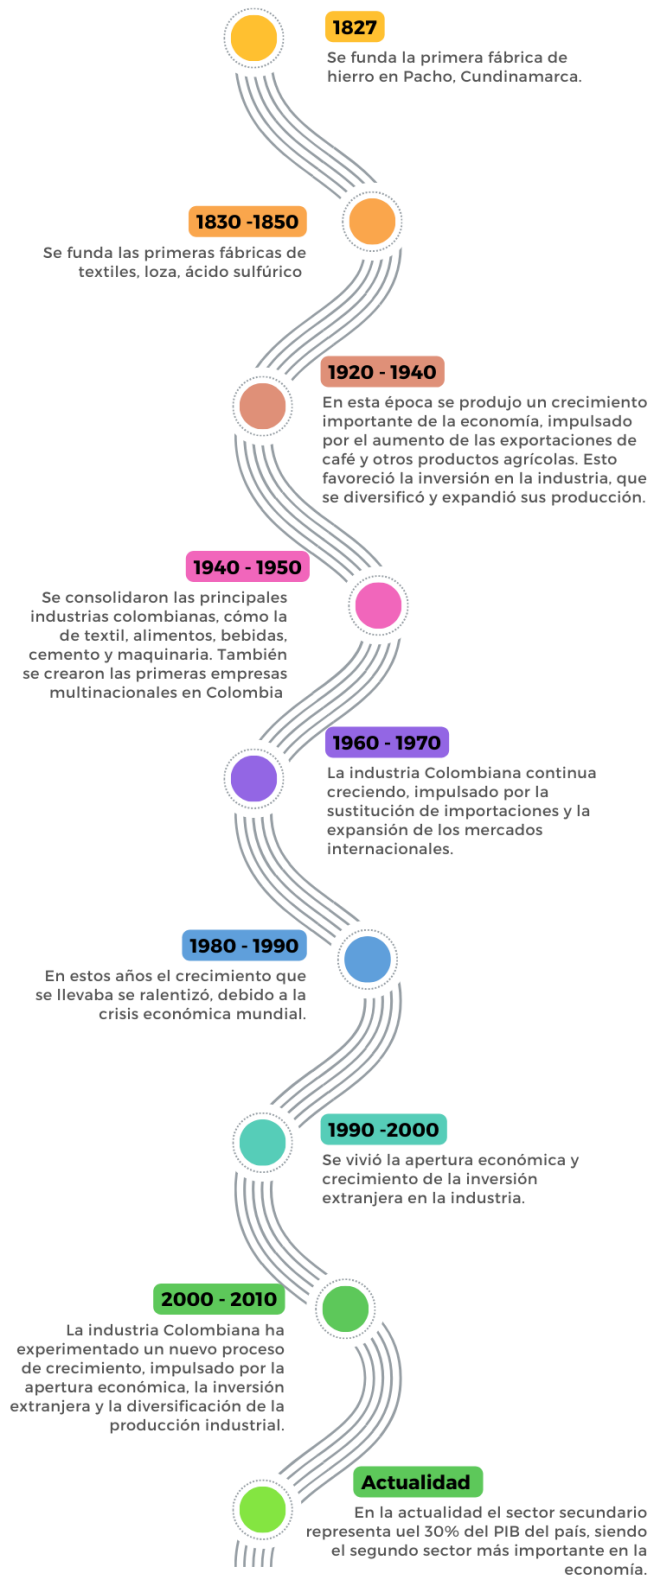 1827
Se funda la primera fábrica de
hierro en Pacho, Cundinamarca.
1830 -1850
Se funda las primeras fábricas de
textiles, loza, ácido sulfúrico
1920 - 1940
En esta época se produjo un crecimiento
importante de la economía, impulsado
por el aumento de las exportaciones de
café y otros productos agrícolas. Esto
favoreció la inversión en la industria, que
se diversificó y expandió sus producción.
1940 - 1950
Se consolidaron las principales
industrias colombianas, cómo la
de textil, alimentos, bebidas,
cemento y maquinaria. También
se crearon las primeras empresas
multinacionales en Colombia
1960 - 1970
La industria Colombiana continua
creciendo, impulsado por la
sustitución de importaciones y la
expansión de los mercados
internacionales.
1980 - 1990
En estos años el crecimiento que
se llevaba se ralentizó, debido a la
crisis económica mundial.
1990 -2000
Se vivió la apertura económica y
crecimiento de la inversión
extranjera en la industria.
2000 - 2010
La industria Colombiana ha
experimentado un nuevo proceso
de crecimiento, impulsado por la
apertura económica, la inversión
extranjera y la diversificación de la
producción industrial.
Actualidad
En la actualidad el sector secundario
representa uel 30% del PIB del país, siendo
el segundo sector más importante en la
economía.